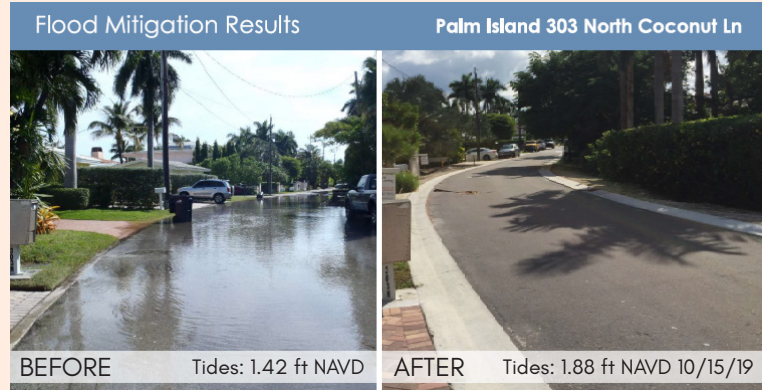 Flood Mitigation Results
Palm Island 303 North Coconut Ln
BEFORE
Tides: 1.42 ft NAVD
AFTER
Tides: 1.88 ft NAVD 10/15/19